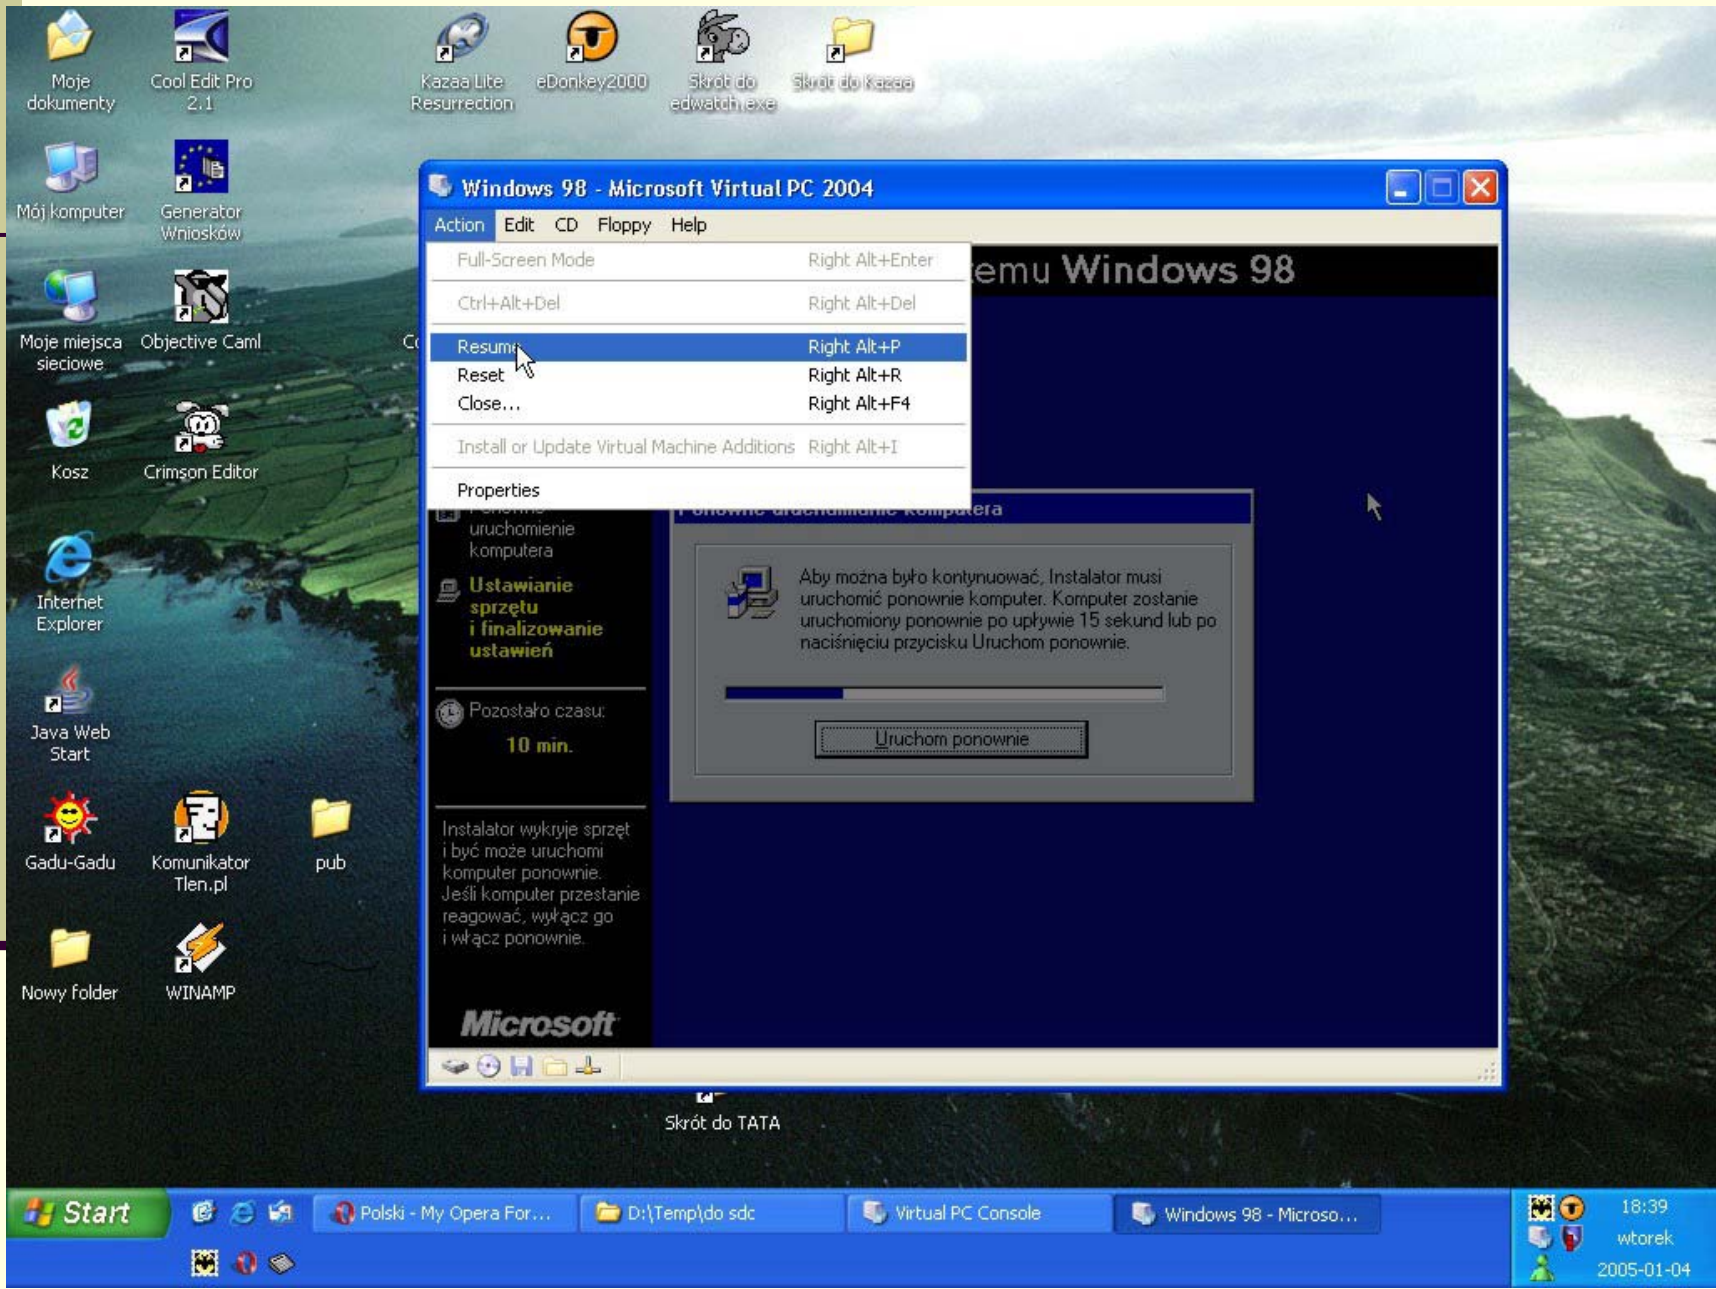 Moje
dokumenty
Cool Edit Pro
2.1
Kazaa Lite
Resurrection
eDonkey2000
Skrót do
edwatch.exe
Skrót do Kazaa
Mój komputer
Generator
Wniosków
Moje miejsca
sieciowe
Objective Caml
Kosz
Crimson Editor
Internet
Explorer
Java Web
Start
Gadu-Gadu
Komunikator
Tlen.pl
pub
Nowy folder
WINAMP
Windows 98 - Microsoft Virtual PC 2004
Action Edit CD Floppy Help
Full-Screen Mode Right Alt+Enter
Ctrl+Alt+Del Right Alt+Del
Resume Right Alt+P
Reset Right Alt+R
Close... Right Alt+F4
Install or Update Virtual Machine Additions Right Alt+I
Properties
emu Windows 98
uruchomienie
komputera
Ustawianie
sprzętu
i finalizowanie
ustawień
Pozostało czasu:
10 min.
Instalator wykryje sprzęt
i być może uruchomi
komputer ponownie.
Jeśli komputer przestanie
reagować, wyłącz go
i włącz ponownie.
Microsoft
Ponowne uruchamianie komputera
Aby można było kontynuować, Instalator musi
uruchomić ponownie komputer. Komputer zostanie
uruchomiony ponownie po upływie 15 sekund lub po
naciśnięciu przycisku Uruchom ponownie.
Uruchom ponownie
Skrót do TATA
Start
Polski - My Opera For...
D:\Temp\do sdc
Virtual PC Console
Windows 98 - Microso...
18:39
wtorek
2005-01-04